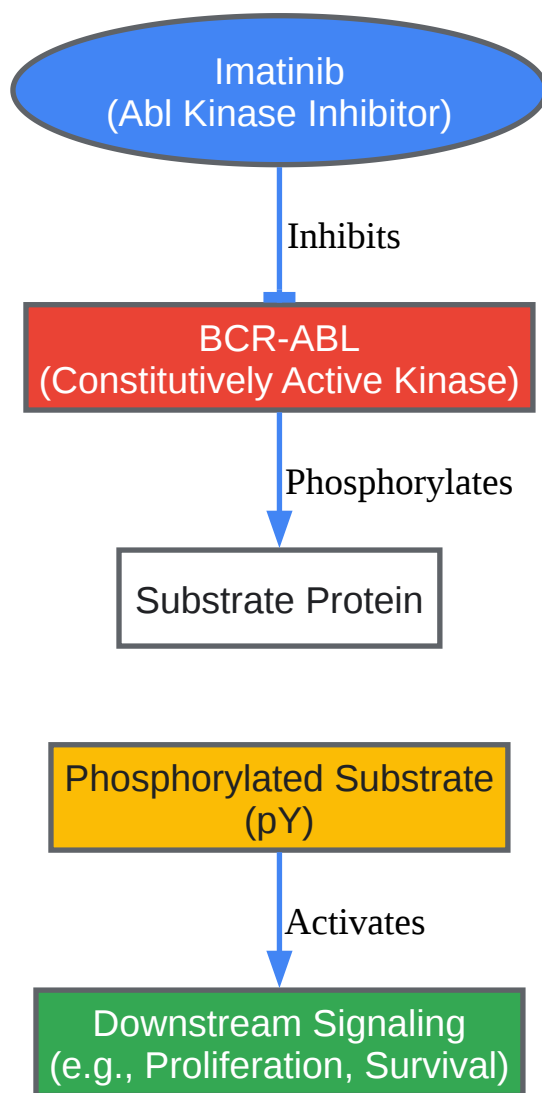 Imatinib
(Abl Kinase Inhibitor)
Inhibits
BCR-ABL
(Constitutively Active Kinase)
Phosphorylates
Substrate Protein
Phosphorylated Substrate
(pY)
Activates
Downstream Signaling
(e.g., Proliferation, Survival)